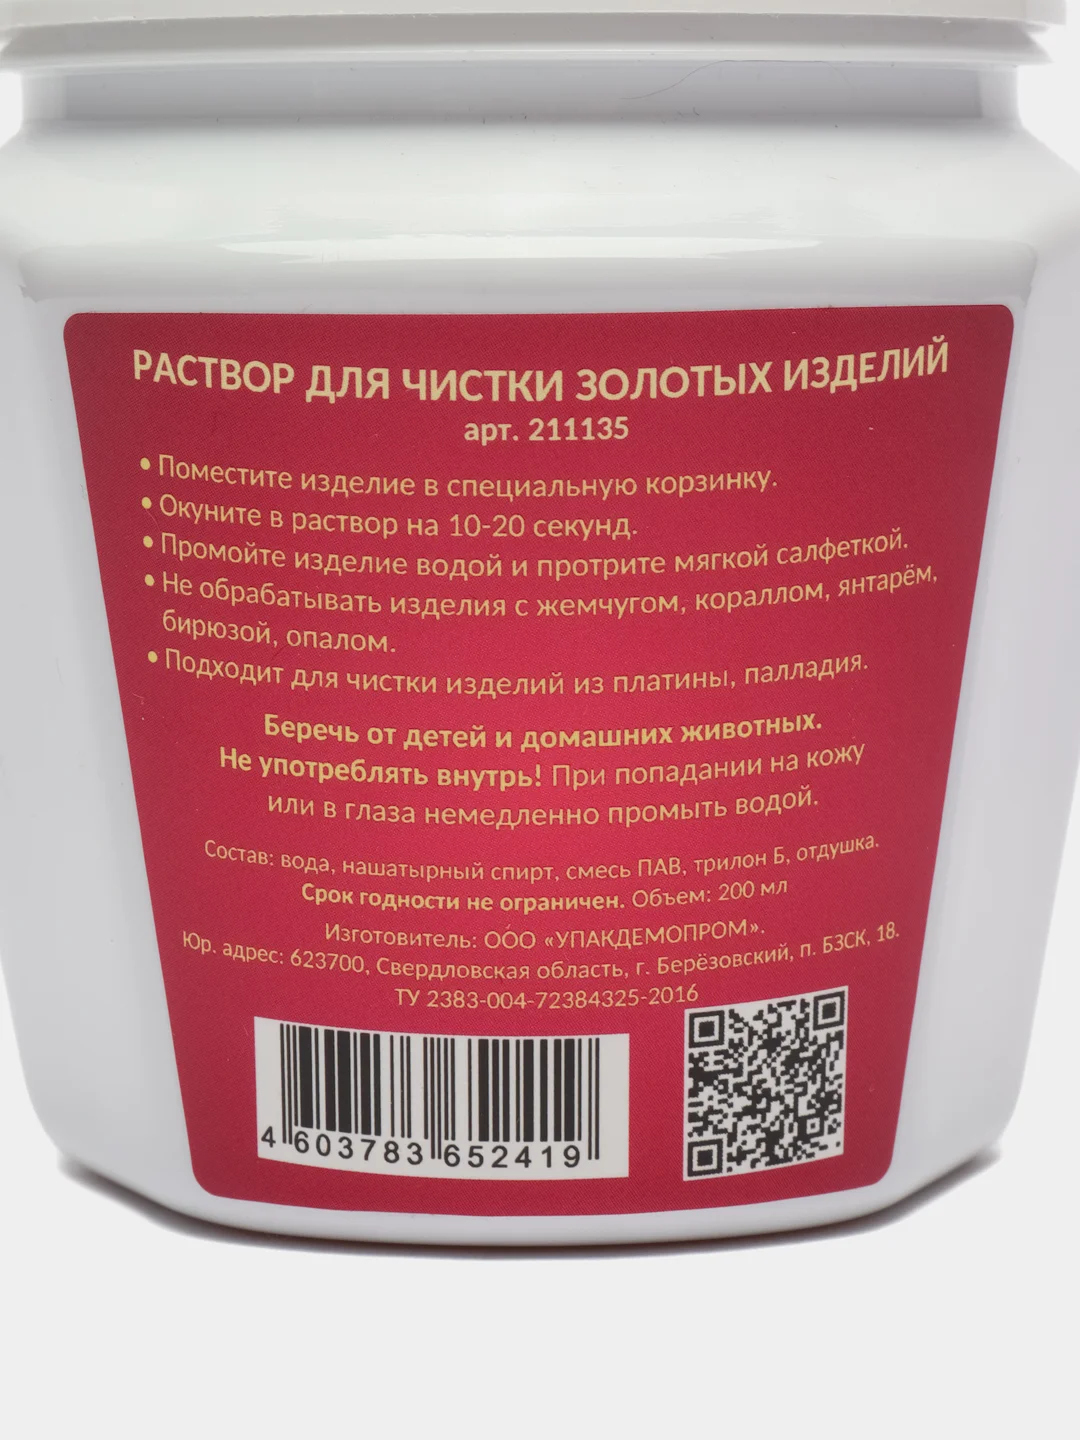 РАСТВОР ДЛЯ ЧИСТКИ ЗОЛОТЫХ ИЗДЕЛИЙ
арт. 211135
• Поместите изделие в специальную корзинку.
• Окуните в раствор на 10-20 секунд.
• Промойте изделие водой и протрите мягкой салфеткой.
• Не обрабатывать изделия с жемчугом, кораллом, янтарём,
бирюзой, опалом.
• Подходит для чистки изделий из платины, палладия.
Беречь от детей и домашних животных.
Не употреблять внутрь! При попадании на кожу
или в глаза немедленно промыть водой.
Состав: вода, нашатырный спирт, смесь ПАВ, трилон Б, отдушка.
Срок годности не ограничен. Объем: 200 мл
Изготовитель: ООО «УПАКДЕМОПРОМ».
Юр. адрес: 623700, Свердловская область, г. Берёзовский, п. БЗСК, 18.
ТУ 2383-004-72384325-2016
4 603783 652419